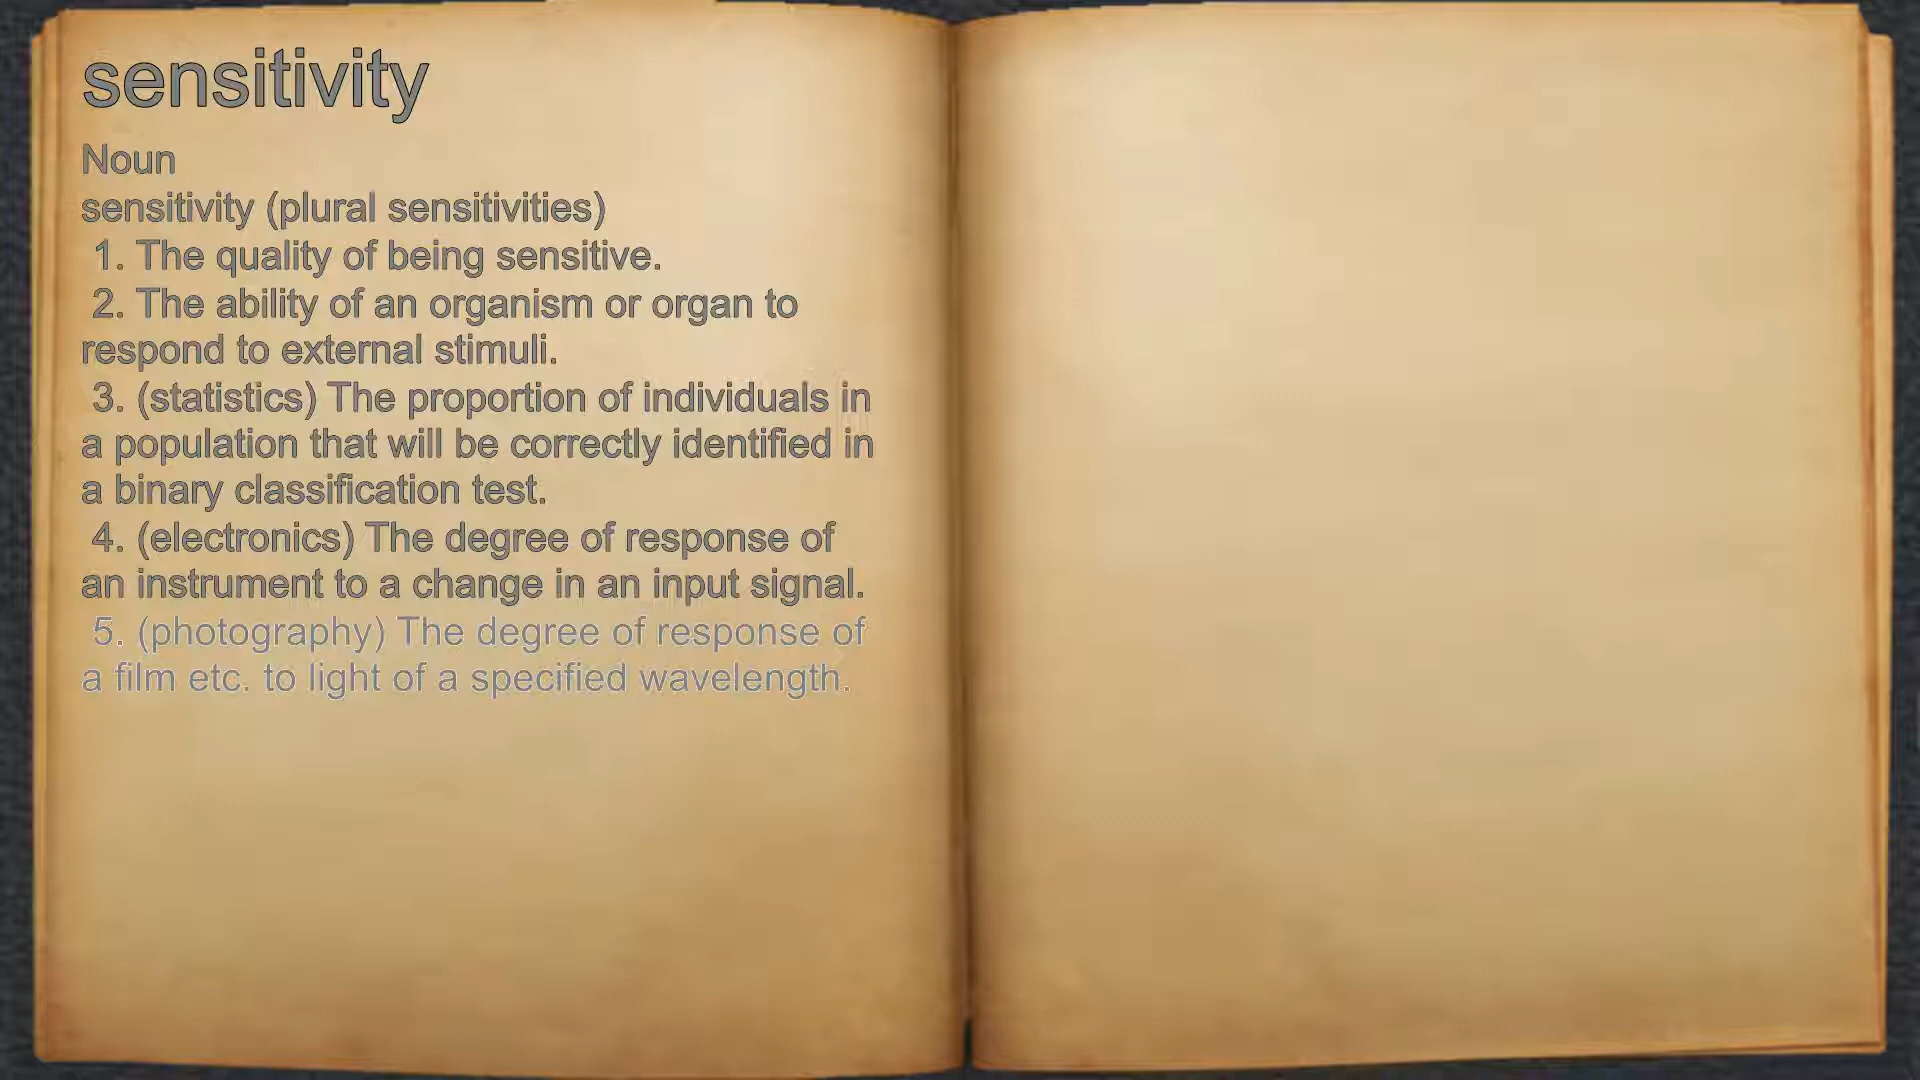 sensitivity
Noun
sensitivity (plural sensitivities)
1. The quality of being sensitive.
2. The ability of an organism or organ to
respond to external stimuli.
3. (statistics) The proportion of individuals in
a population that will be correctly identified in
a binary classification test.
4. (electronics) The degree of response of
an instrument to a change in an input signal.
5. (photography) The degree of response of
a film etc. to light of a specified wavelength.